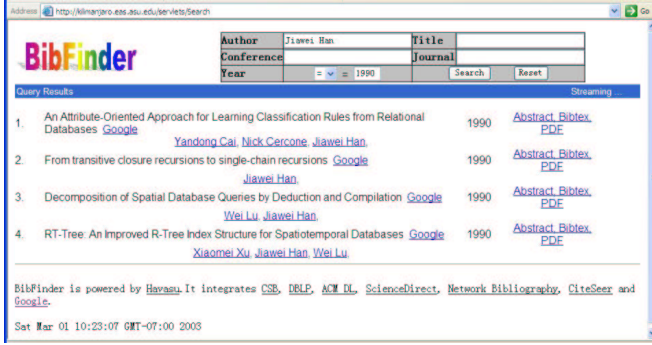 Address http://kilimanjaro.eas.asu.edu/servlets/Search Go
BibFinder
Author Jiawei Han Title
Conference Journal
Year = = 1990 Search Reset
Query Results Streaming ...
1. An Attribute-Oriented Approach for Learning Classification Rules from Relational Databases Google 1990 Abstract, Bibtex, PDF
Yandong Cai, Nick Cercone, Jiawei Han,
2. From transitive closure recursions to single-chain recursions Google 1990 Abstract, Bibtex, PDF
Jiawei Han,
3. Decomposition of Spatial Database Queries by Deduction and Compilation Google 1990 Abstract, Bibtex, PDF
Wei Lu, Jiawei Han,
4. RT-Tree: An Improved R-Tree Index Structure for Spatiotemporal Databases Google 1990 Abstract, Bibtex, PDF
Xiaomei Xu, Jiawei Han, Wei Lu,
BibFinder is powered by Havasu. It integrates CSB, DBLP, ACM DL, ScienceDirect, Network Bibliography, CiteSeer and
Google.
Sat Mar 01 10:23:07 GMT-07:00 2003